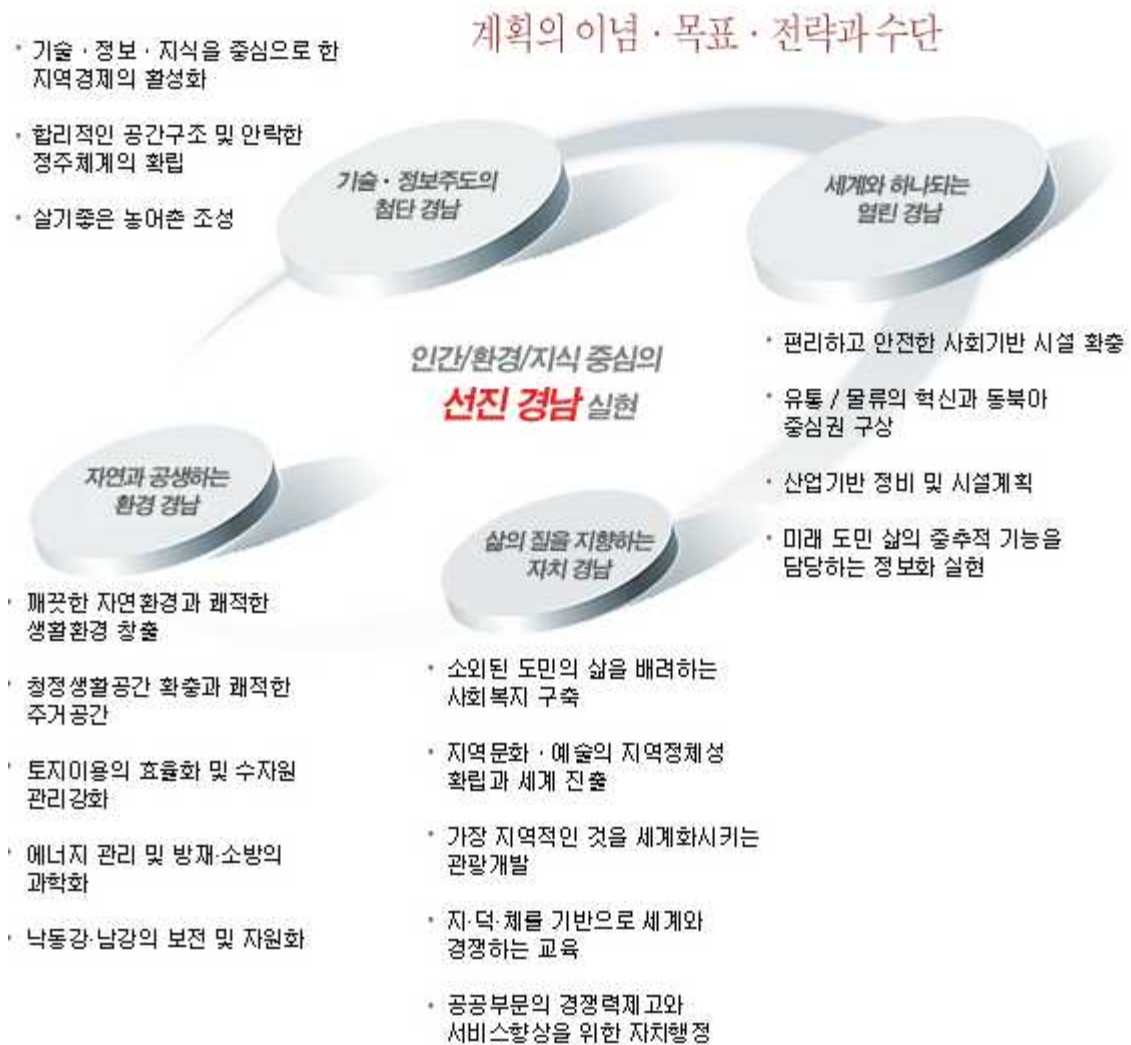 계획의 이념 · 목표 · 전략과 수단
· 기술 · 정보 · 지식을 중심으로 한
지역경제의 활성화
· 합리적인 공간구조 및 안락한
정주체계의 확립
· 살기좋은 농어촌 조성
기술 · 정보주도의
첨단 경남
세계와 하나되는
열린 경남
인간/환경/지식 중심의
선진 경남 실현
· 편리하고 안전한 사회기반 시설 확충
· 유통 / 물류의 혁신과 동북아
중심권 구상
· 산업기반 정비 및 시설계획
· 미래 도민 삶의 중추적 기능을
담당하는 정보화 실현
자연과 공생하는
환경 경남
· 깨끗한 자연환경과 쾌적한
생활환경 창출
· 청정생활공간 확충과 쾌적한
주거공간
· 토지이용의 효율화 및 수자원
관리강화
· 에너지 관리 및 방재·소방의
과학화
· 낙동강·남강의 보전 및 자원화
삶의 질을 지향하는
자치 경남
· 소외된 도민의 삶을 배려하는
사회복지 구축
· 지역문화 · 예술의 지역정체성
확립과 세계 진출
· 가장 지역적인 것을 세계화시키는
관광개발
· 지·덕·체를 기반으로 세계와
경쟁하는 교육
· 공공부문의 경쟁력제고와
서비스향상을 위한 자치행정